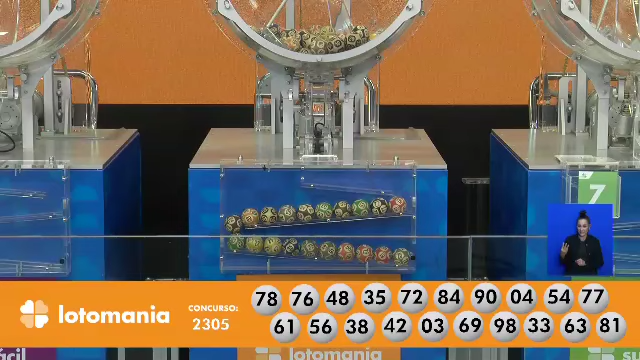 7
lotomania
CONCURSO:
2305
78 76 48 35 72 84 90 04 54 77
61 56 38 42 03 69 98 33 63 81
ácil